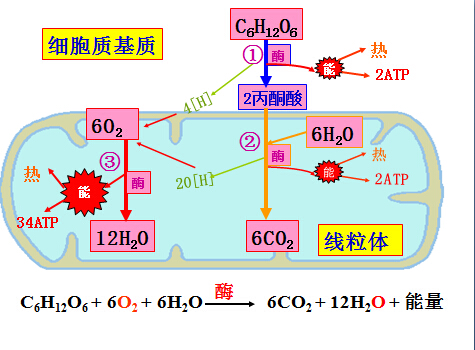 C₆H₁₂O₆
细胞质基质
① 酶
能
热
2ATP
4[H]
2丙酮酸
6O₂
6H₂O
②
酶
热
能
2ATP
③
酶
20[H]
热
能
34ATP
12H₂O
6CO₂
线粒体
酶
C₆H₁₂O₆ + 6O₂ + 6H₂O → 6CO₂ + 12H₂O + 能量